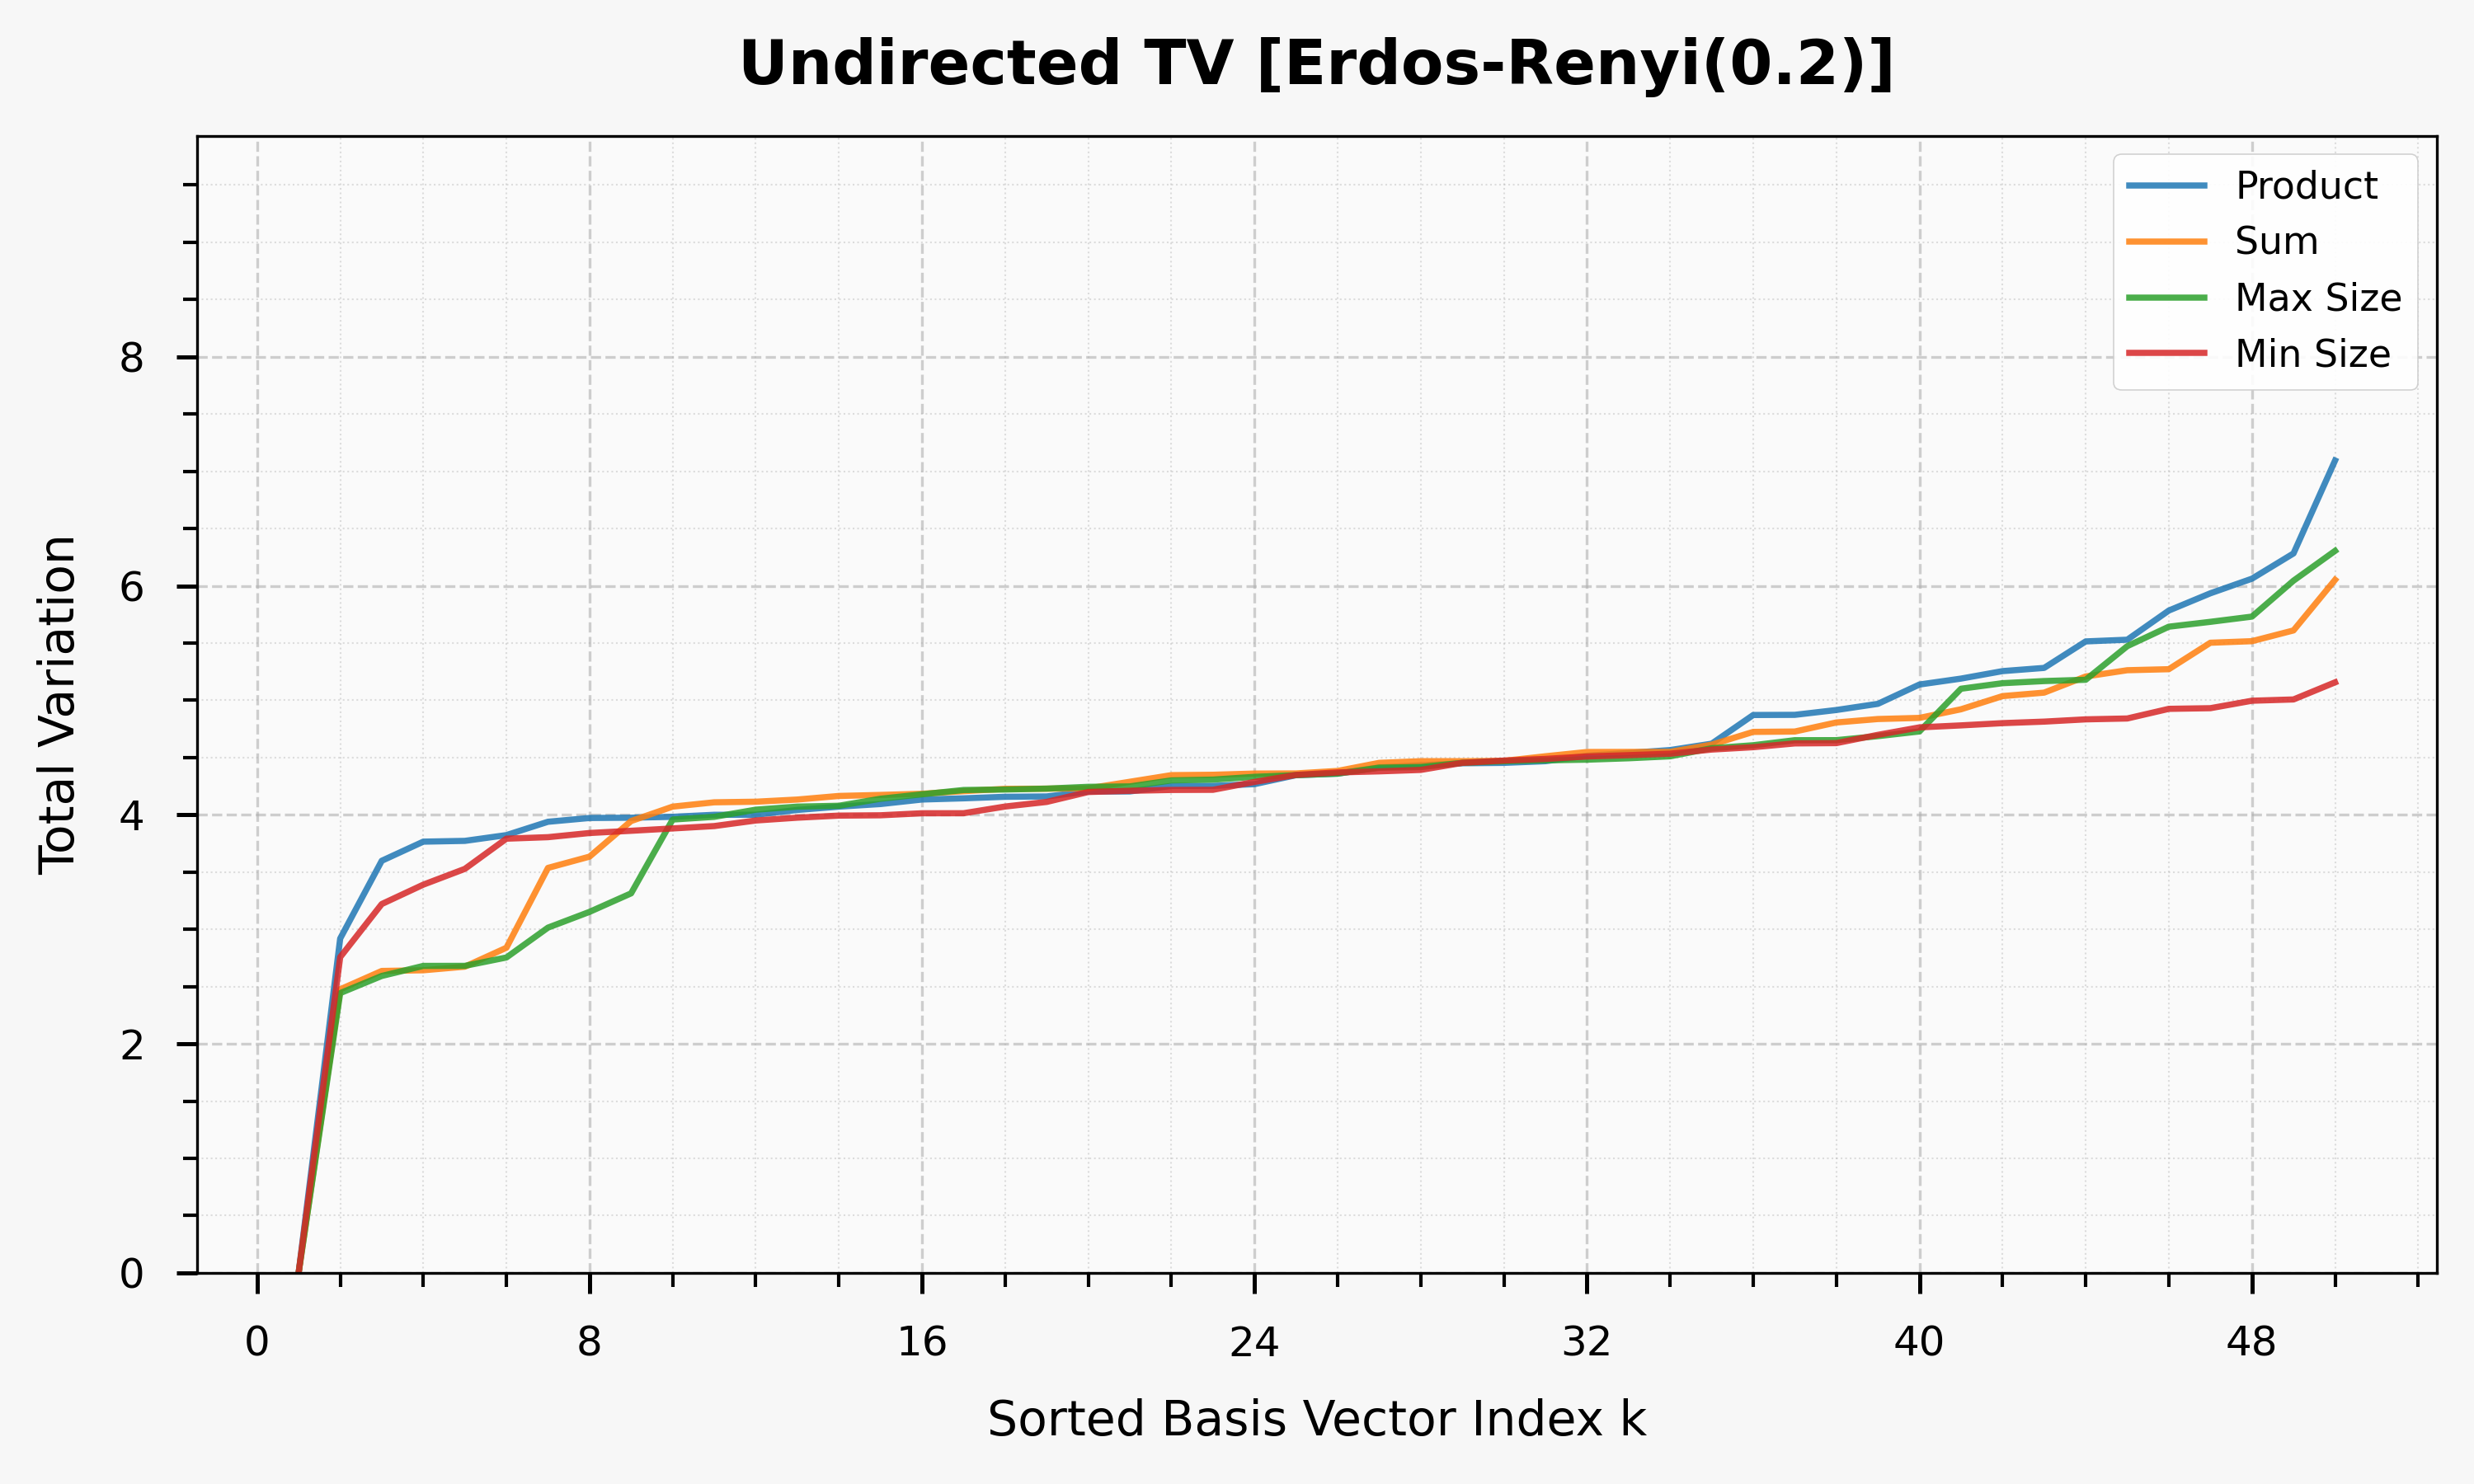 Undirected TV [Erdos-Renyi(0.2)]
Product
Sum
Max Size
Min Size
Total Variation
8
6
4
2
0
0 8 16 24 32 40 48
Sorted Basis Vector Index k